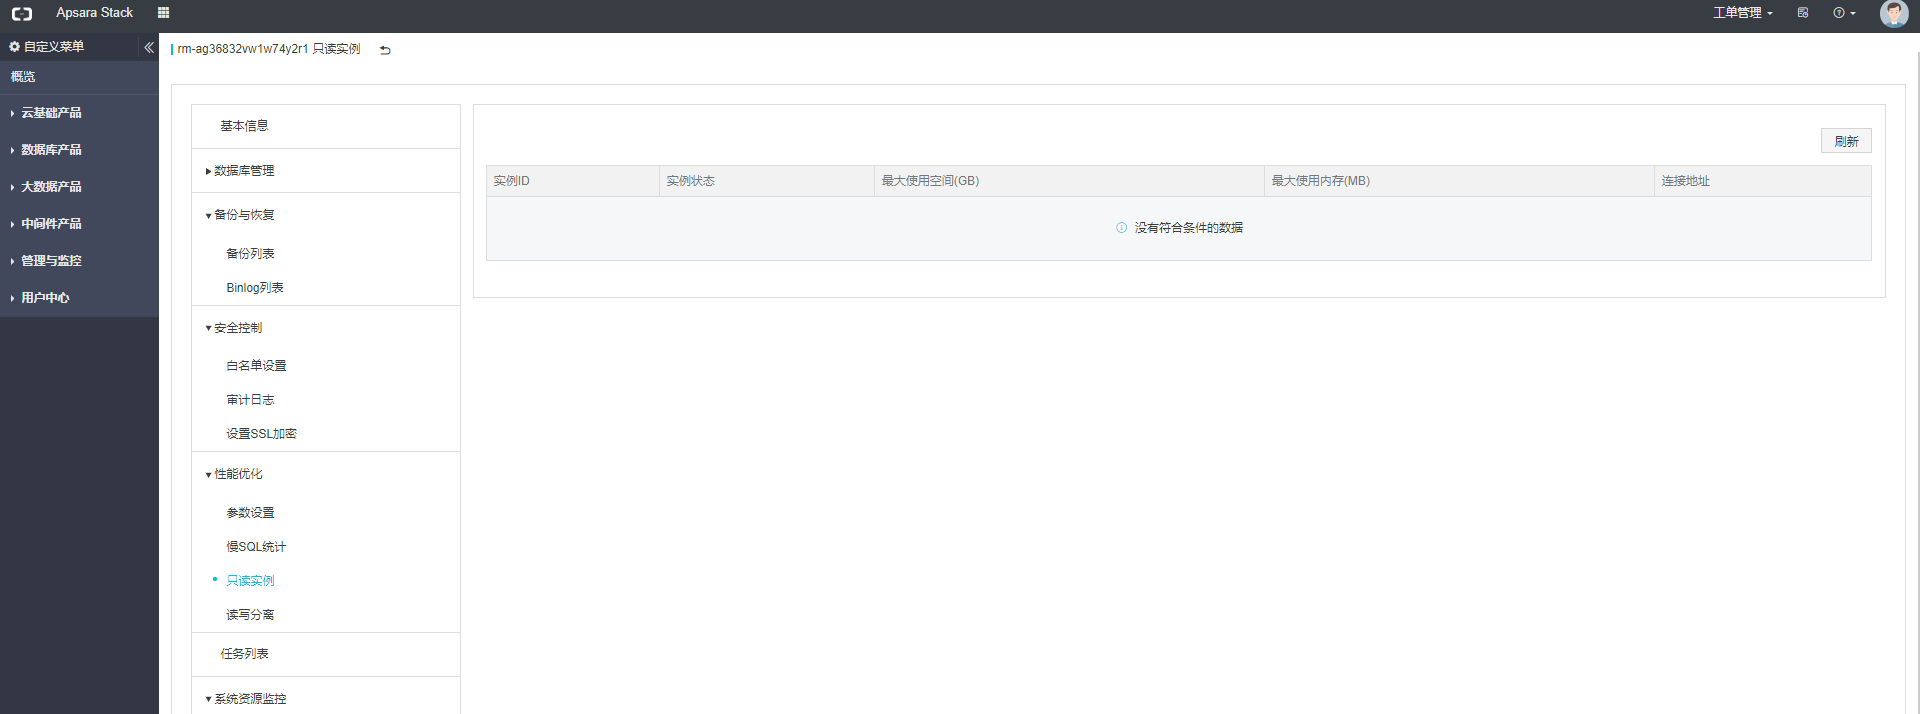 Apsara Stack
工单管理
自定义菜单
概览
云基础产品
数据库产品
大数据产品
中间件产品
管理与监控
用户中心
rm-ag36832vw1w74y2r1 只读实例
基本信息
数据库管理
备份与恢复
备份列表
Binlog列表
安全控制
白名单设置
审计日志
设置SSL加密
性能优化
参数设置
慢SQL统计
只读实例
读写分离
任务列表
系统资源监控
刷新
实例ID 实例状态 最大使用空间(GB) 最大使用内存(MB) 连接地址
没有符合条件的数据